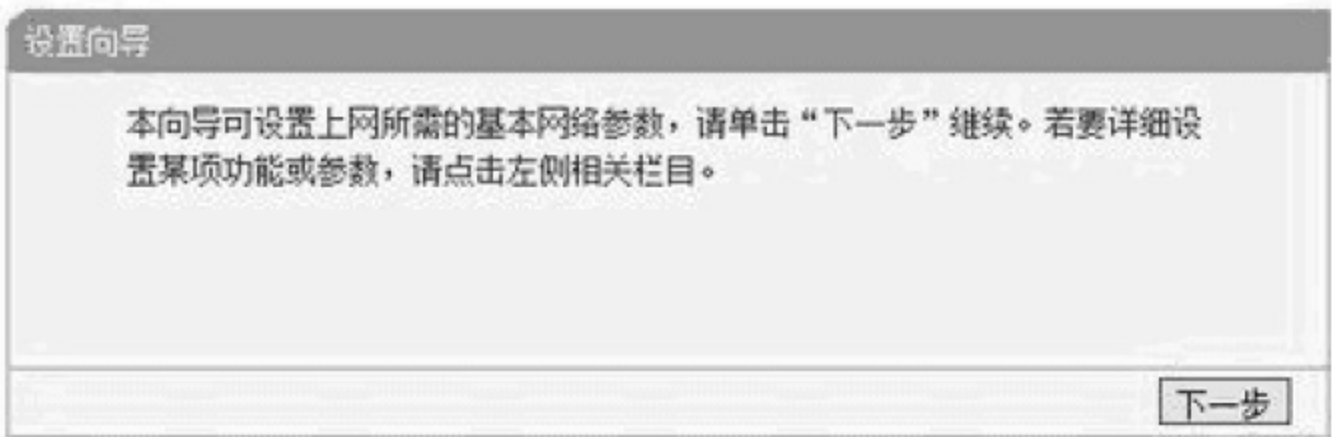 设置向导
本向导可设置上网所需的基本网络参数，请单击“下一步”继续。若要详细设
置某项功能或参数，请点击左侧相关栏目。
下一步